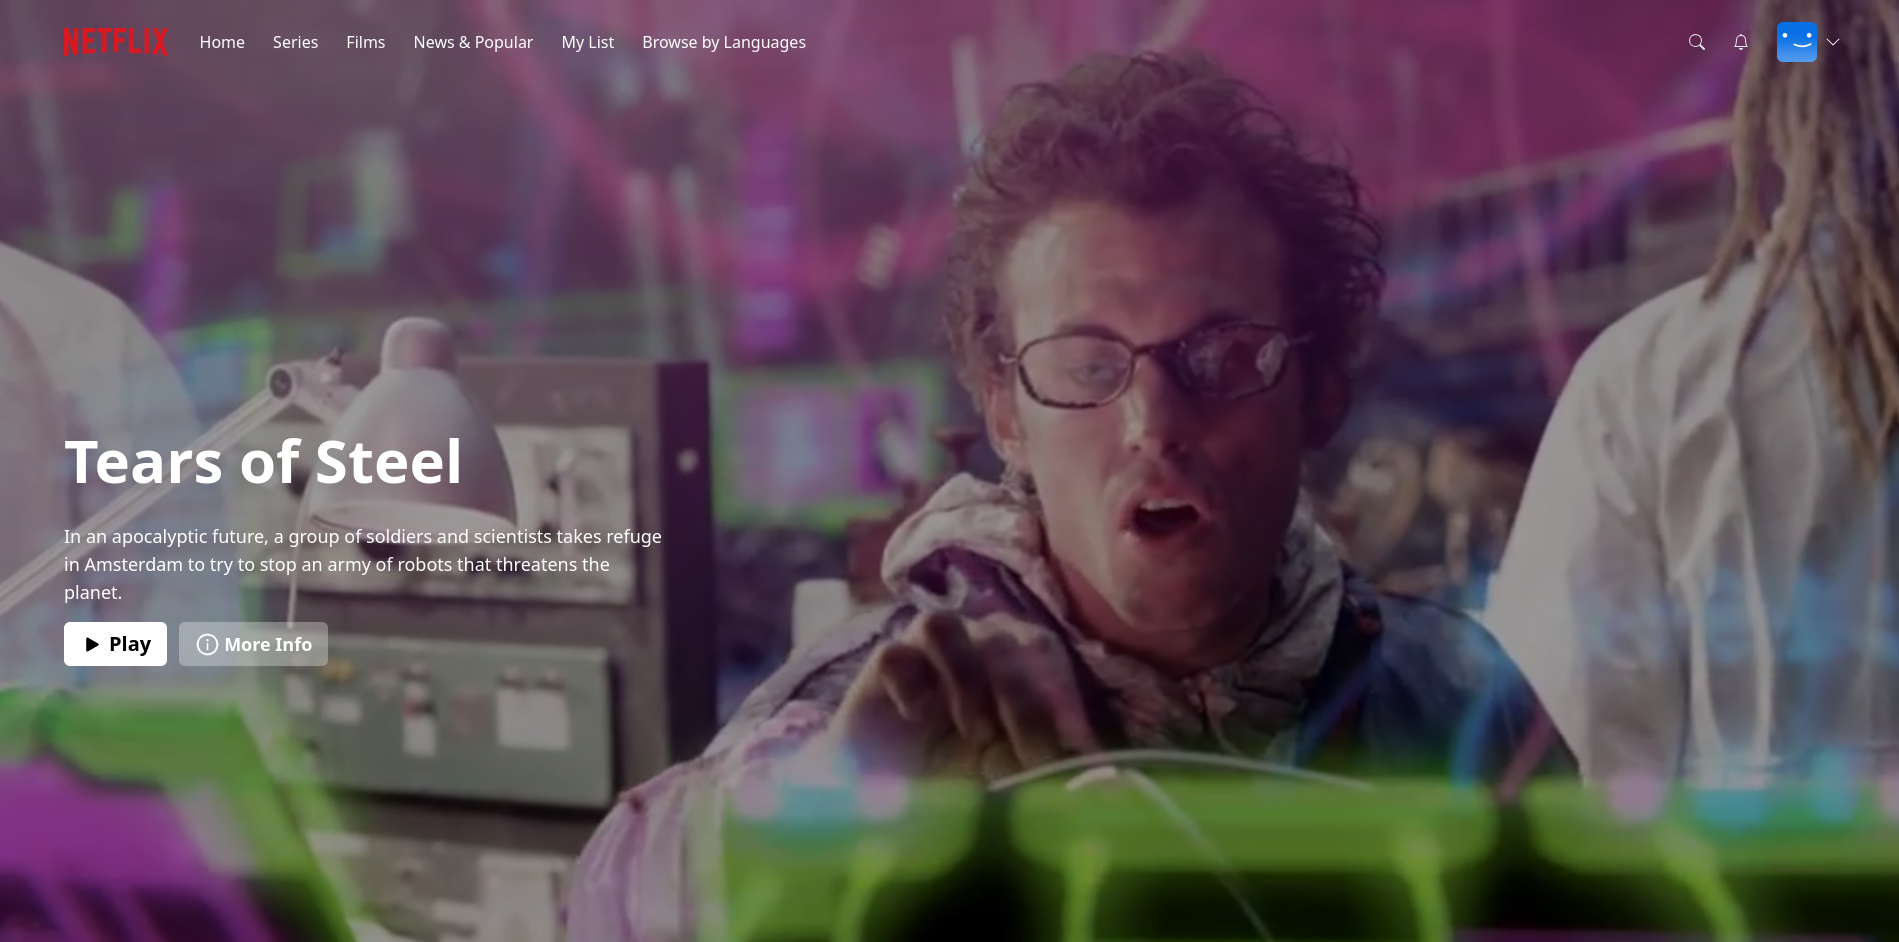 NETFLIX
Home
Series
Films
News & Popular
My List
Browse by Languages
Tears of Steel
In an apocalyptic future, a group of soldiers and scientists takes refuge
in Amsterdam to try to stop an army of robots that threatens the
planet.
Play
More Info